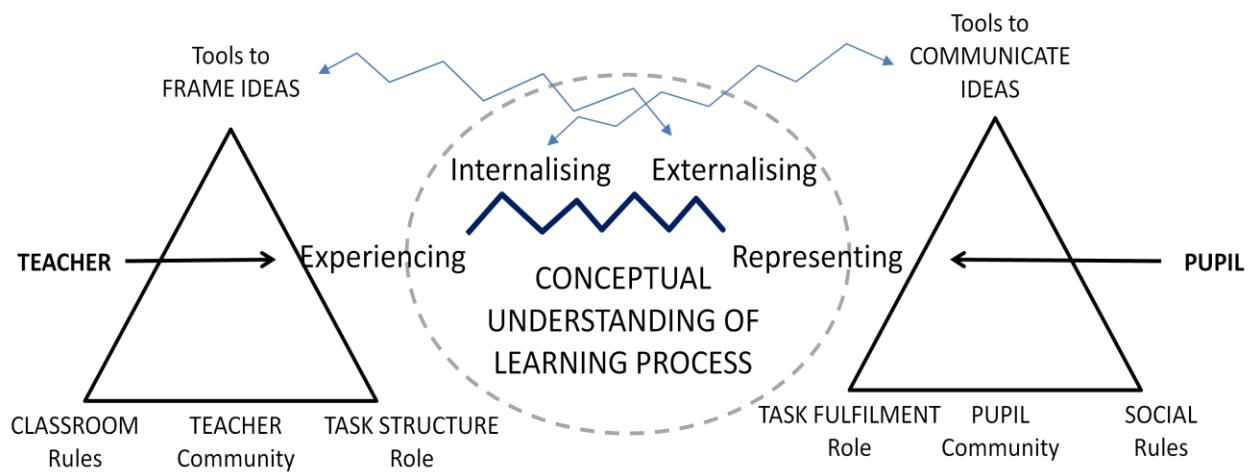 Tools to
FRAME IDEAS
Tools to
COMMUNICATE
IDEAS
Internalising
Externalising
TEACHER
Experiencing
Representing
PUPIL
CONCEPTUAL
UNDERSTANDING OF
LEARNING PROCESS
CLASSROOM
Rules
TEACHER
Community
TASK STRUCTURE
Role
TASK FULFILMENT
Role
PUPIL
Community
SOCIAL
Rules